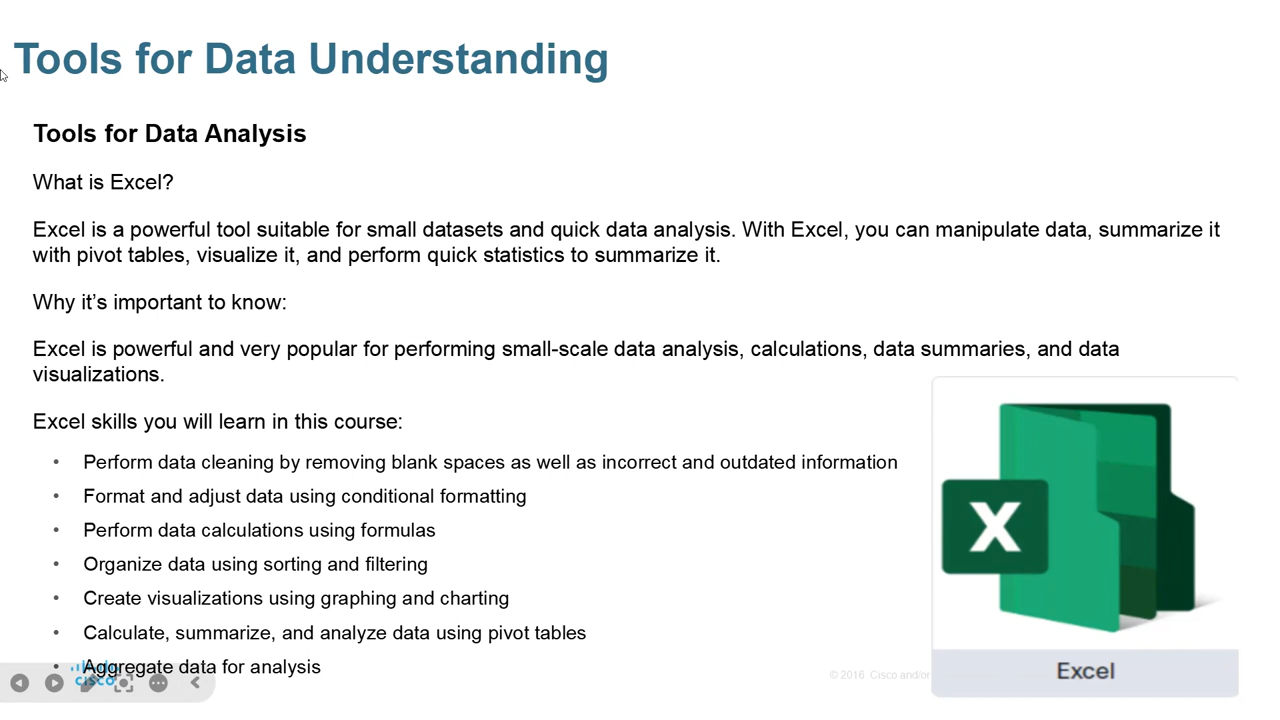 Tools for Data Understanding
Tools for Data Analysis
What is Excel?
Excel is a powerful tool suitable for small datasets and quick data analysis. With Excel, you can manipulate data, summarize it
with pivot tables, visualize it, and perform quick statistics to summarize it.
Why it’s important to know:
Excel is powerful and very popular for performing small-scale data analysis, calculations, data summaries, and data
visualizations.
Excel skills you will learn in this course:
• Perform data cleaning by removing blank spaces as well as incorrect and outdated information
• Format and adjust data using conditional formatting
• Perform data calculations using formulas
• Organize data using sorting and filtering
• Create visualizations using graphing and charting
• Calculate, summarize, and analyze data using pivot tables
• Aggregate data for analysis
cisco
© 2016 Cisco and/or
X
Excel